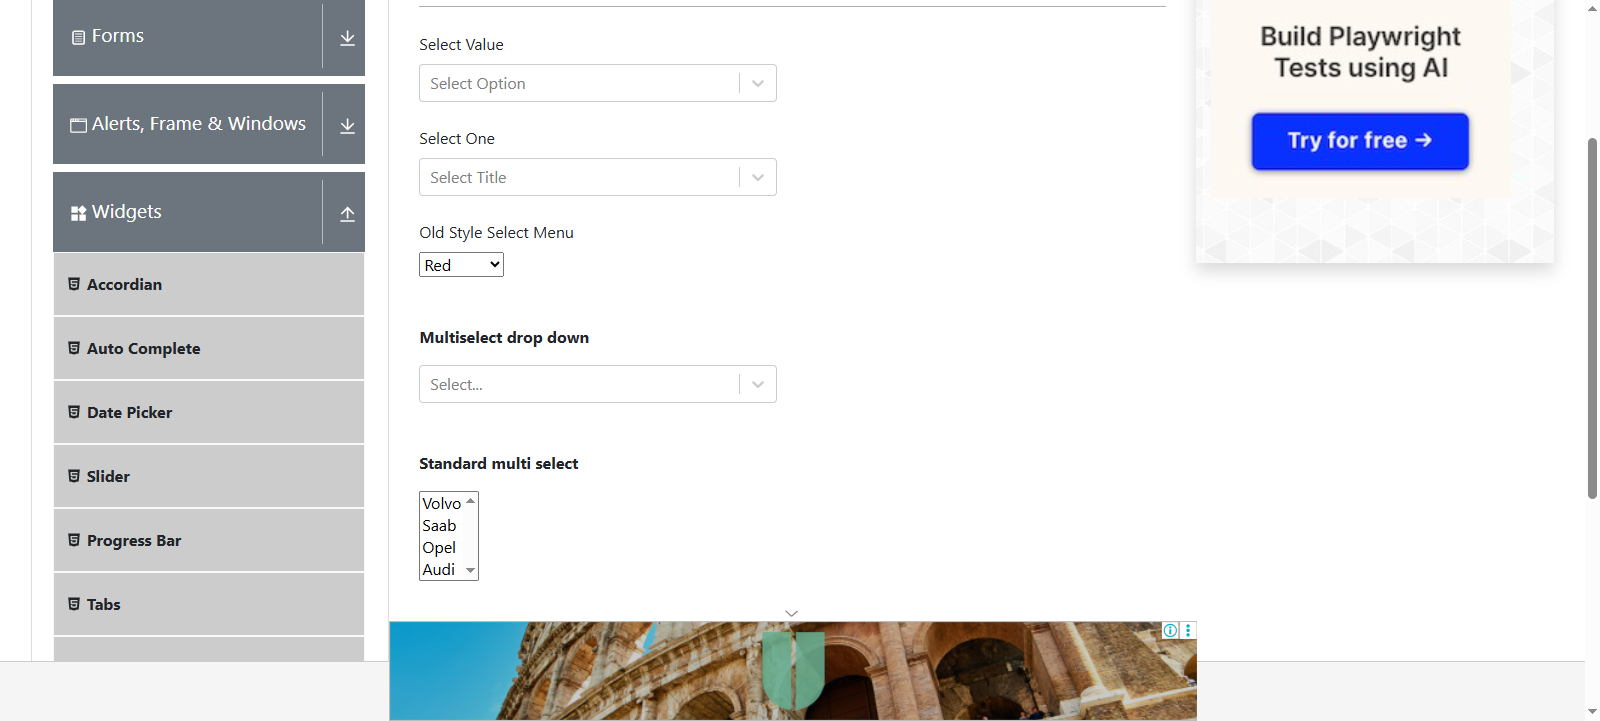 Forms
Alerts, Frame & Windows
Widgets
Accordian
Auto Complete
Date Picker
Slider
Progress Bar
Tabs
Select Value
Select Option
Select One
Select Title
Old Style Select Menu
Red
Multiselect drop down
Select...
Standard multi select
Volvo
Saab
Opel
Audi
Build Playwright
Tests using AI
Try for free →